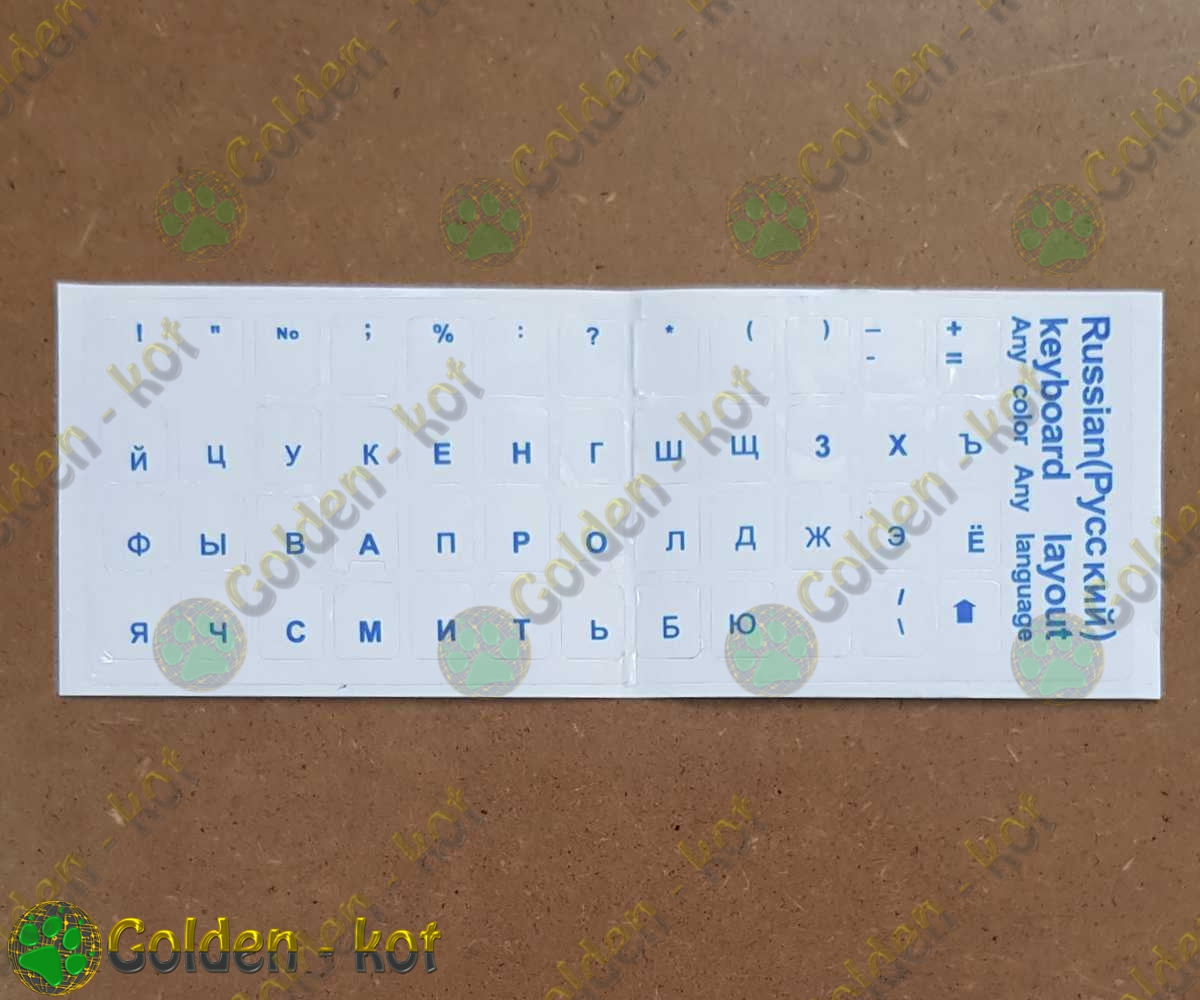 ! " No ; % : ? * ( ) — +
- =
Й Ц У К Е Н Г Ш Щ З Х Ъ
Ф Ы В А П Р О Л Д Ж Э Ё
/
Я Ч С М И Т Ь Б Ю \
Russian(Русский)
keyboard layout
Any color Any language
Golden - kot